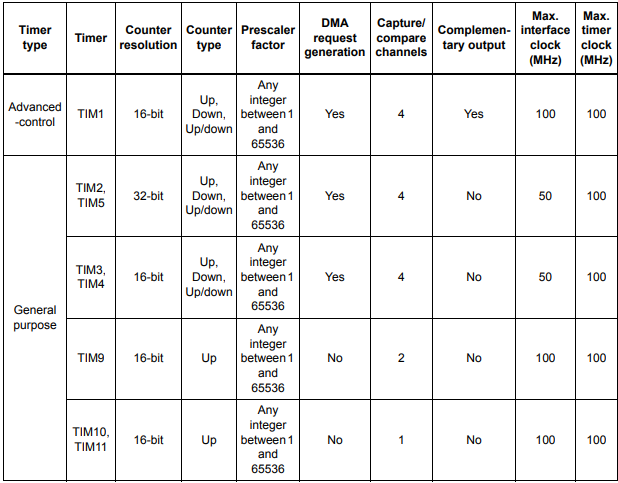 Timer
type
Timer
Counter
resolution
Counter
type
Prescaler
factor
DMA
request
generation
Capture/
compare
channels
Complemen-
tary output
Max.
interface
clock
(MHz)
Max.
timer
clock
(MHz)
Advanced
-control
TIM1
16-bit
Up,
Down,
Up/down
Any
integer
between 1
and
65536
Yes
4
Yes
100
100
General
purpose
TIM2,
TIM5
32-bit
Up,
Down,
Up/down
Any
integer
between 1
and
65536
Yes
4
No
50
100
TIM3,
TIM4
16-bit
Up,
Down,
Up/down
Any
integer
between 1
and
65536
Yes
4
No
50
100
TIM9
16-bit
Up
Any
integer
between 1
and
65536
No
2
No
100
100
TIM10,
TIM11
16-bit
Up
Any
integer
between 1
and
65536
No
1
No
100
100